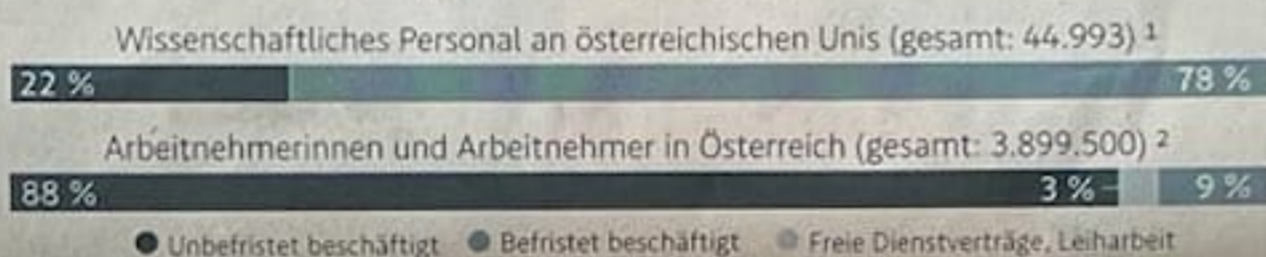 Wissenschaftliches Personal an österreichischen Unis (gesamt: 44.993) ¹
22 % 78 %
Arbeitnehmerinnen und Arbeitnehmer in Österreich (gesamt: 3.899.500) ²
88 % 3 % 9 %
Unbefristet beschäftigt Befristet beschäftigt Freie Dienstverträge, Leiharbeit